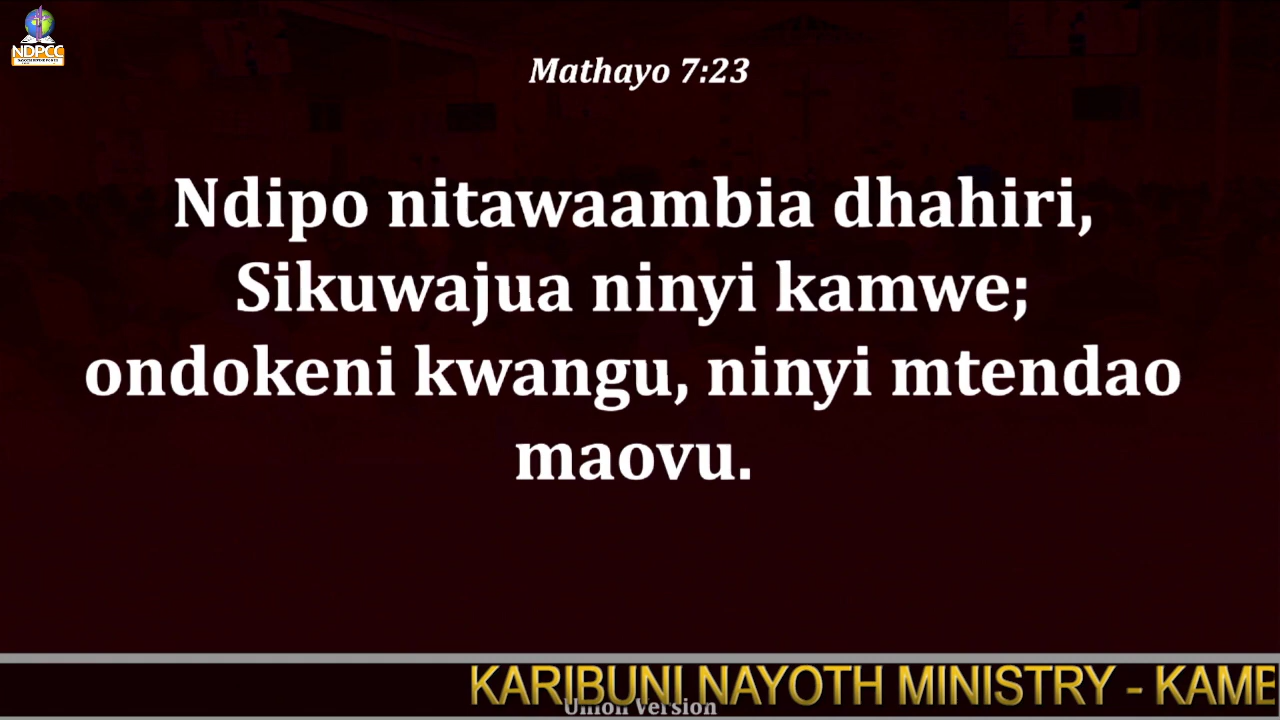 NDPCC
Mathayo 7:23
Ndipo nitawaambia dhahiri,
Sikuwajua ninyi kamwe;
ondokeni kwangu, ninyi mtendao
maovu.
KARIBUNI NAYOTH MINISTRY - KAME
Union Version